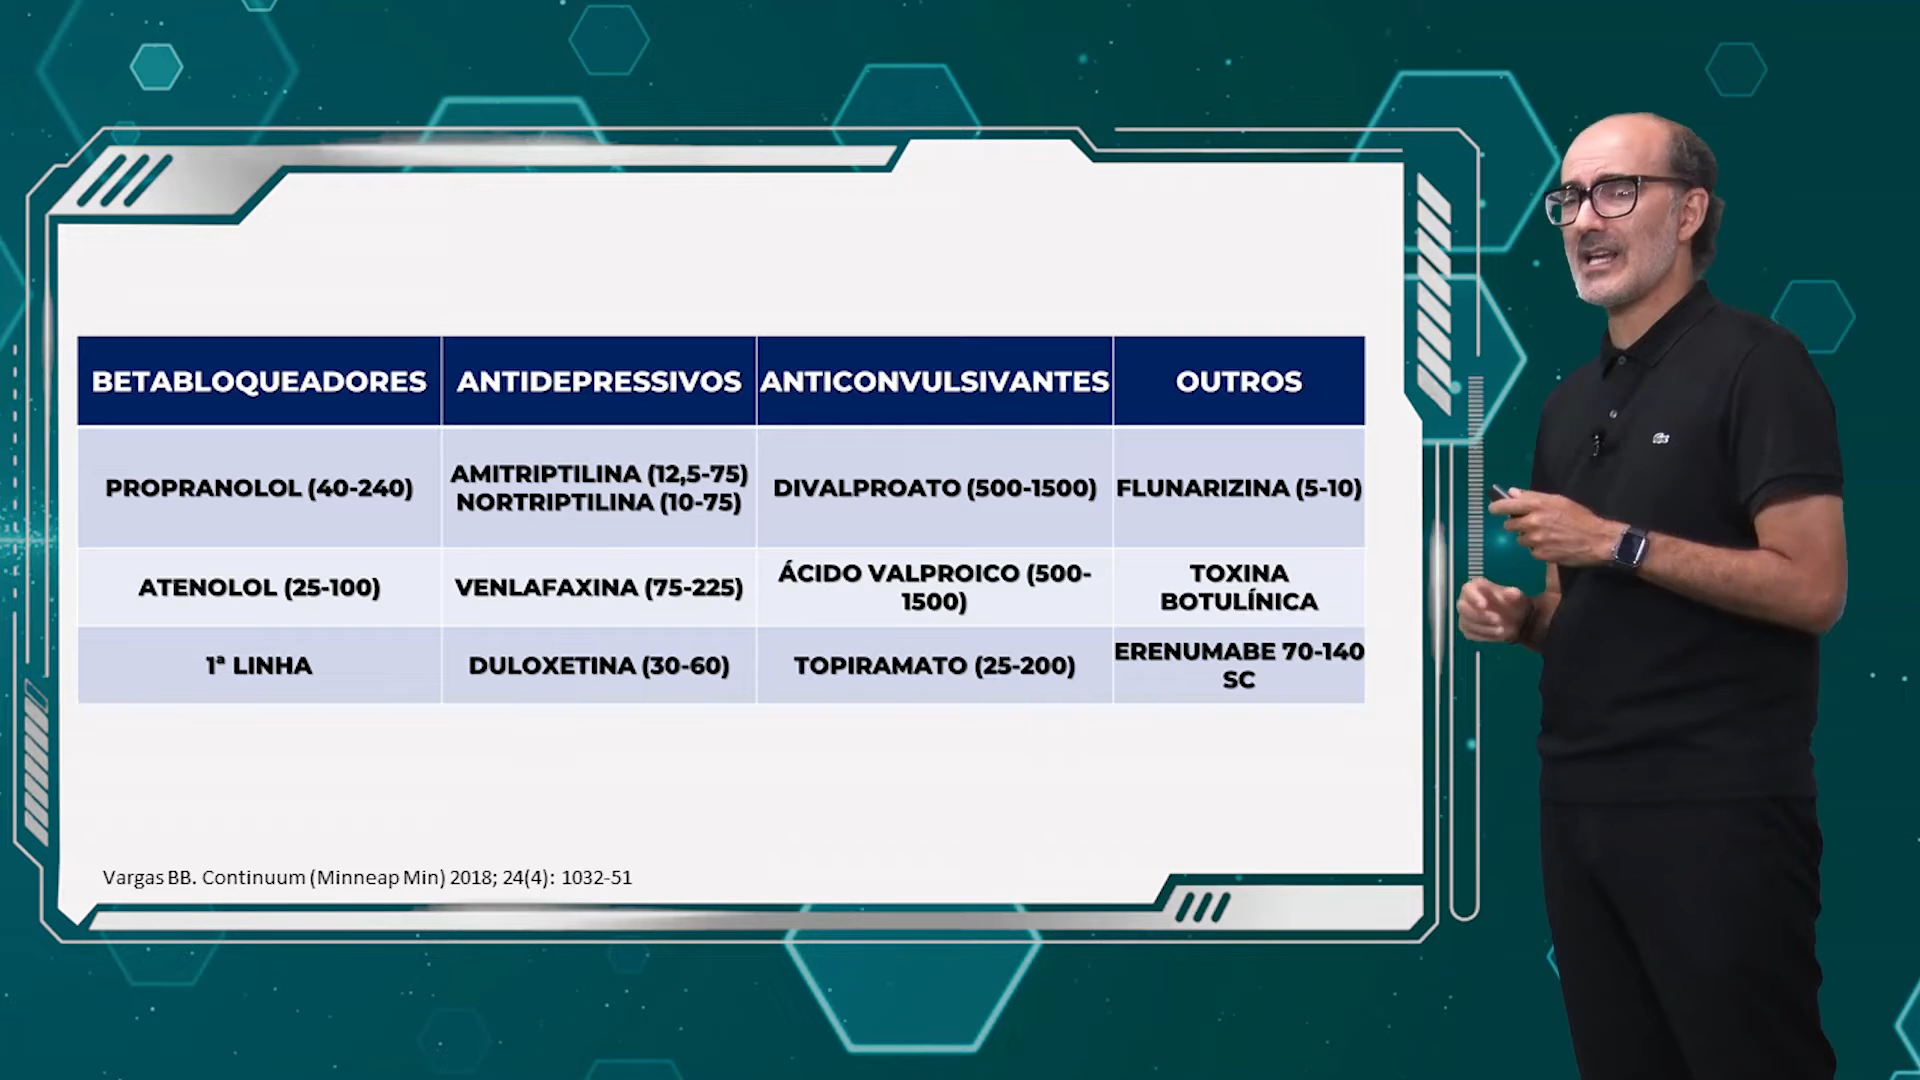 BETABLOQUEADORES ANTIDEPRESSIVOS ANTICONVULSIVANTES OUTROS
PROPRANOLOL (40-240)
AMITRIPTILINA (12,5-75)
NORTRIPTILINA (10-75)
DIVALPROATO (500-1500)
FLUNARIZINA (5-10)
ATENOLOL (25-100)
VENLAFAXINA (75-225)
ÁCIDO VALPROICO (500-
1500)
TOXINA
BOTULÍNICA
1ª LINHA
DULOXETINA (30-60)
TOPIRAMATO (25-200)
ERENUMABE 70-140
SC
Vargas BB. Continuum (Minneap Min) 2018; 24(4): 1032-51